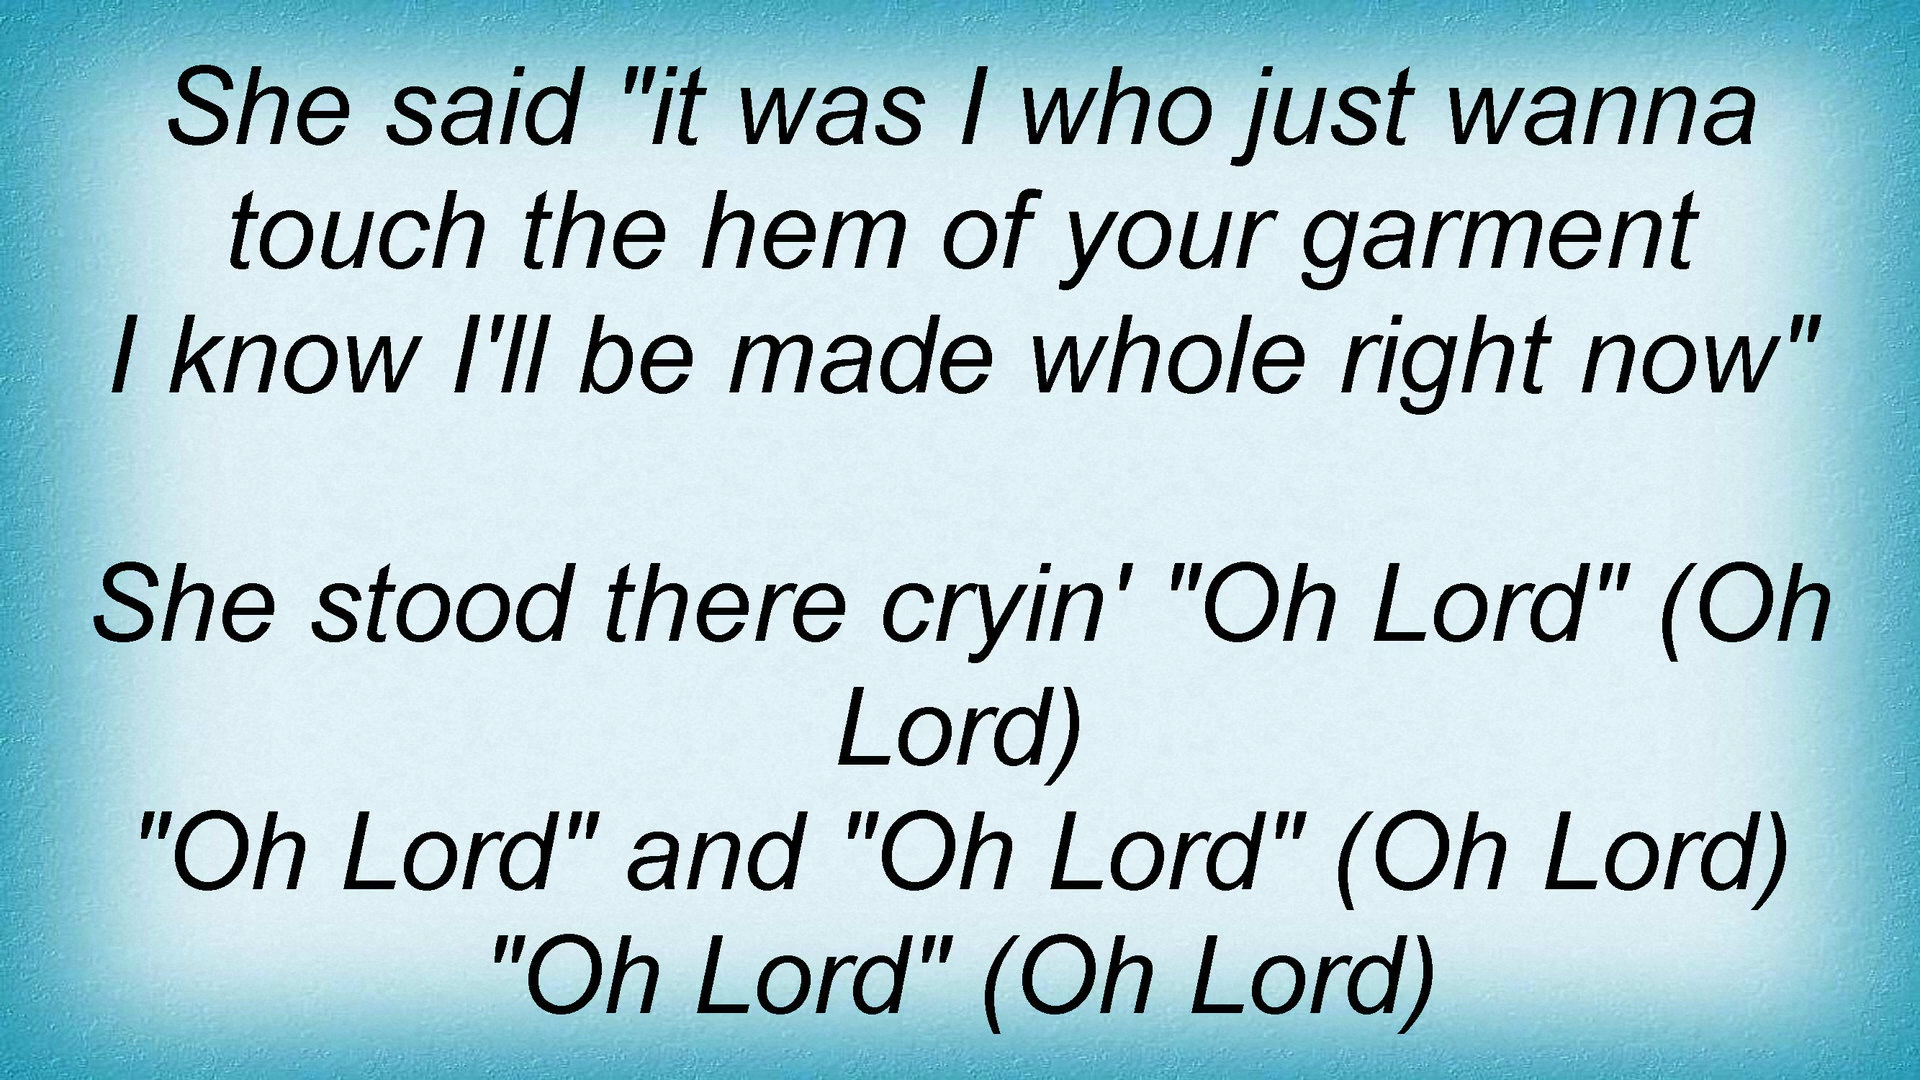 She said "it was I who just wanna
touch the hem of your garment
I know I'll be made whole right now"
She stood there cryin' "Oh Lord" (Oh
Lord)
"Oh Lord" and "Oh Lord" (Oh Lord)
"Oh Lord" (Oh Lord)